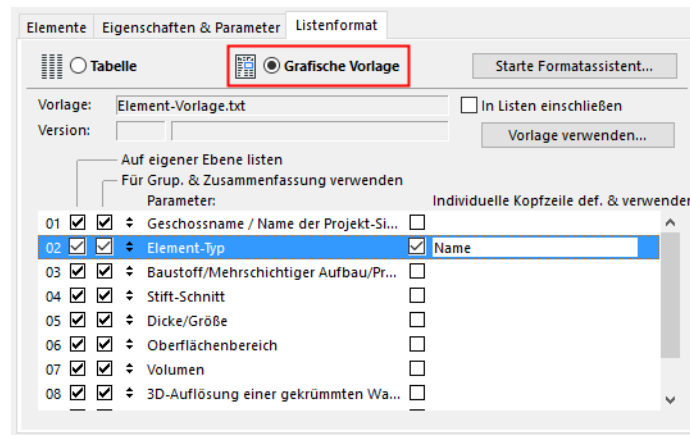 Elemente Eigenschaften & Parameter Listenformat
Tabelle Grafische Vorlage Starte Formatassistent...
Vorlage: Element-Vorlage.txt In Listen einschließen
Version: Vorlage verwenden...
Auf eigener Ebene listen
Für Grup. & Zusammenfassung verwenden
Parameter: Individuelle Kopfzeile def. & verwenden
01 Geschossname / Name der Projekt-Si...
02 Element-Typ Name
03 Baustoff/Mehrschichtiger Aufbau/Pr...
04 Stift-Schnitt
05 Dicke/Größe
06 Oberflächenbereich
07 Volumen
08 3D-Auflösung einer gekrümmten Wa...